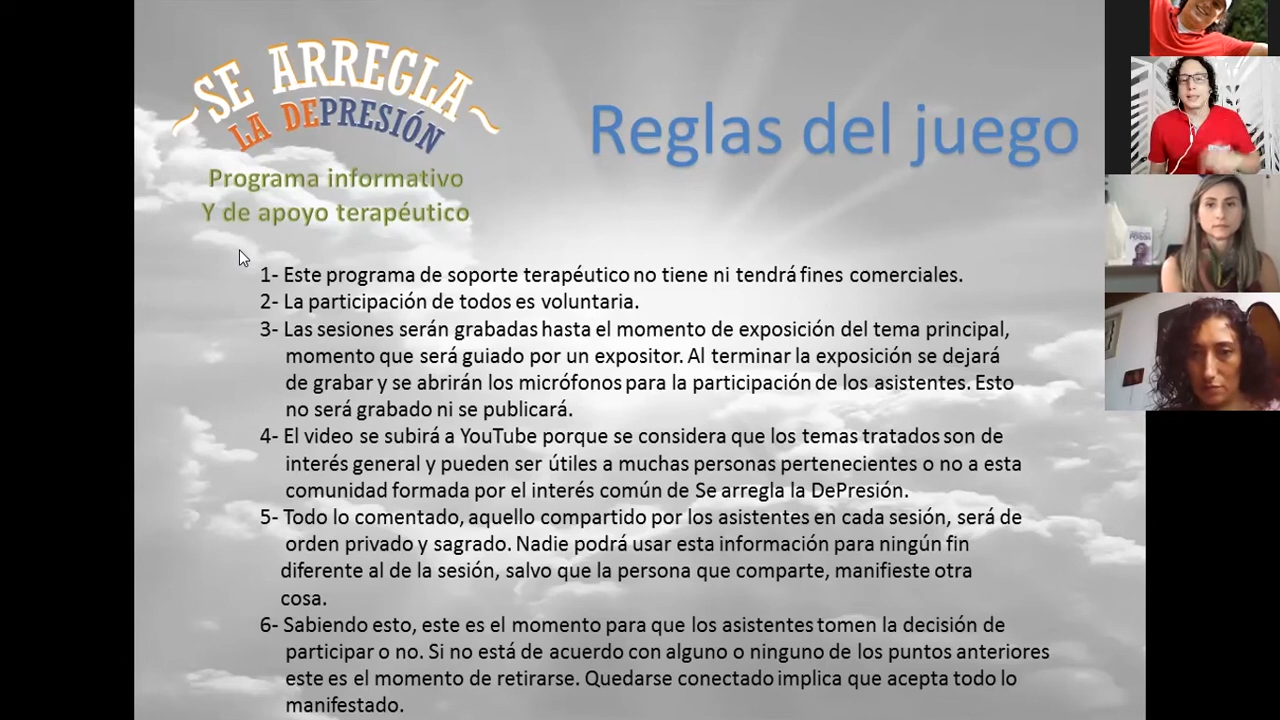 SE ARREGLA
LA DEPRESIÓN
Programa informativo
Y de apoyo terapéutico
Reglas del juego
1- Este programa de soporte terapéutico no tiene ni tendrá fines comerciales.
2- La participación de todos es voluntaria.
3- Las sesiones serán grabadas hasta el momento de exposición del tema principal,
momento que será guiado por un expositor. Al terminar la exposición se dejará
de grabar y se abrirán los micrófonos para la participación de los asistentes. Esto
no será grabado ni se publicará.
4- El video se subirá a YouTube porque se considera que los temas tratados son de
interés general y pueden ser útiles a muchas personas pertenecientes o no a esta
comunidad formada por el interés común de Se arregla la DePresión.
5- Todo lo comentado, aquello compartido por los asistentes en cada sesión, será de
orden privado y sagrado. Nadie podrá usar esta información para ningún fin
diferente al de la sesión, salvo que la persona que comparte, manifieste otra
cosa.
6- Sabiendo esto, este es el momento para que los asistentes tomen la decisión de
participar o no. Si no está de acuerdo con alguno o ninguno de los puntos anteriores
este es el momento de retirarse. Quedarse conectado implica que acepta todo lo
manifestado.